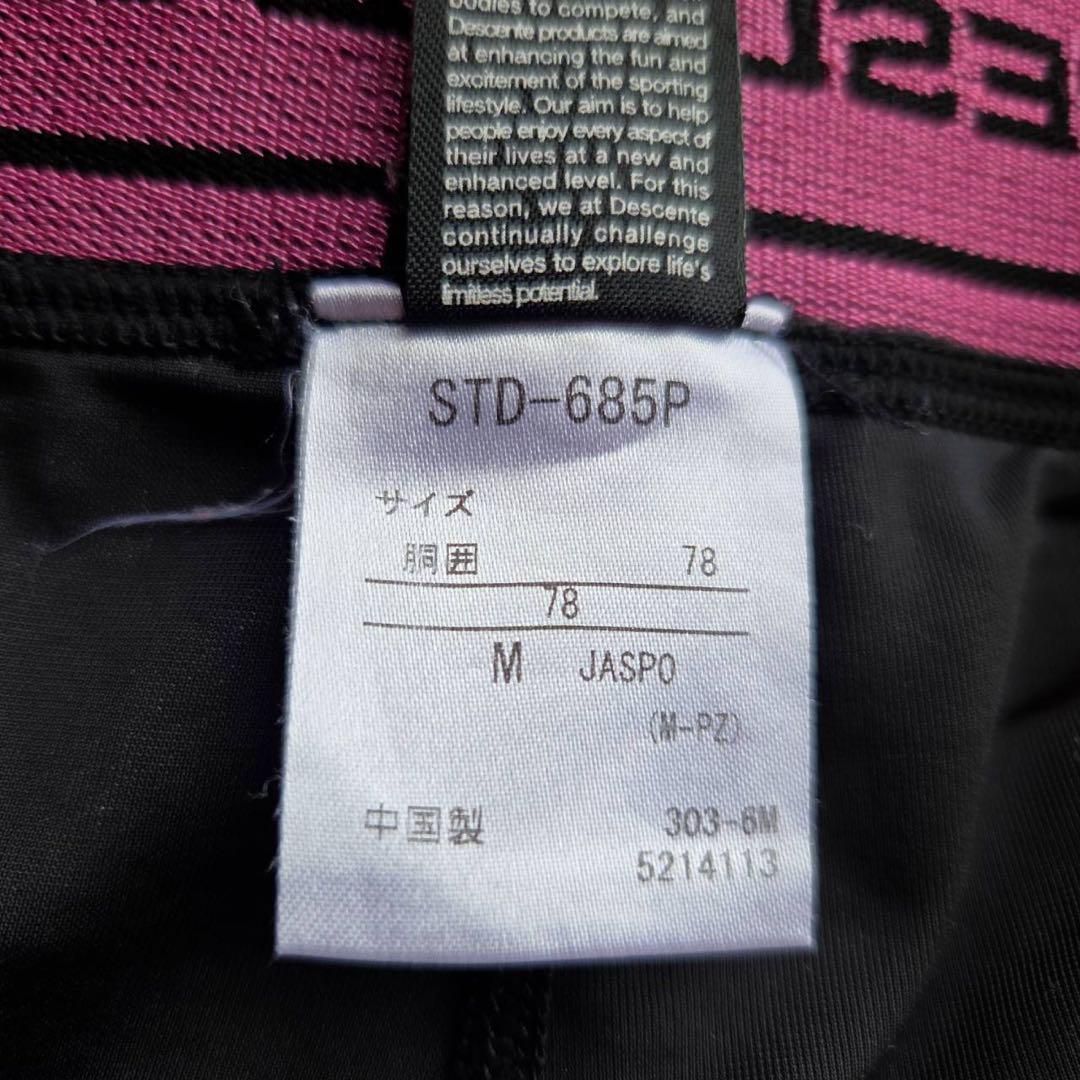 bodies to compete, and
Descente products are aimed
at enhancing the fun and
excitement of the sporting
lifestyle. Our aim is to help
people enjoy every aspect of
their lives at a new and
enhanced level. For this
reason, we at Descente
continually challenge
ourselves to explore life's
limitless potential.
STD-685P
サイズ
胴囲 78
78
M JASPO
(M-PZ)
中国製 303-6M
5214113